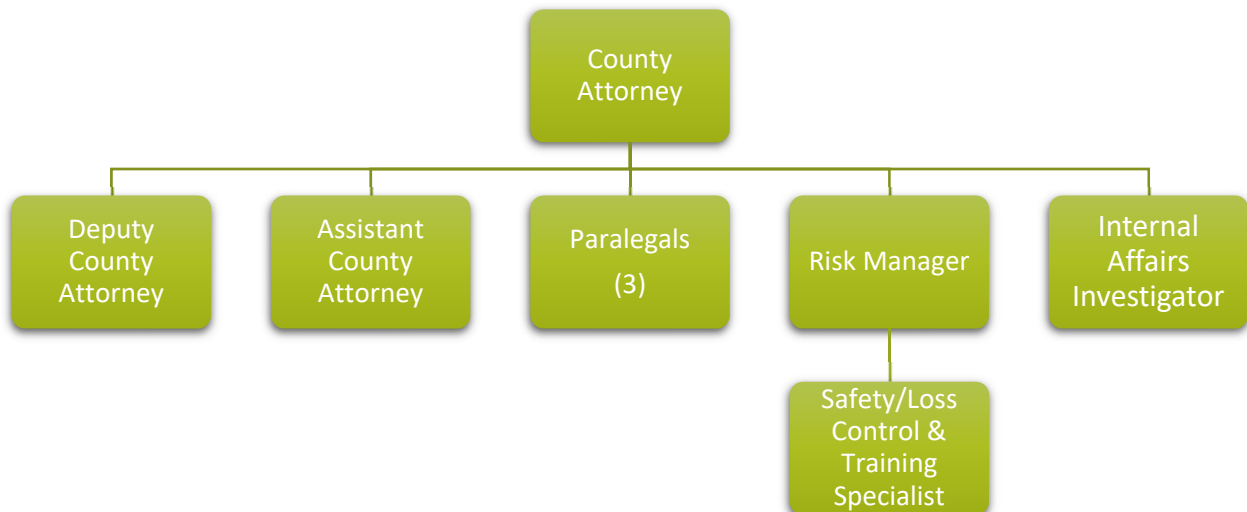 County
Attorney
Deputy
County
Attorney
Assistant
County
Attorney
Paralegals
(3)
Risk Manager
Internal
Affairs
Investigator
Safety/Loss
Control &
Training
Specialist